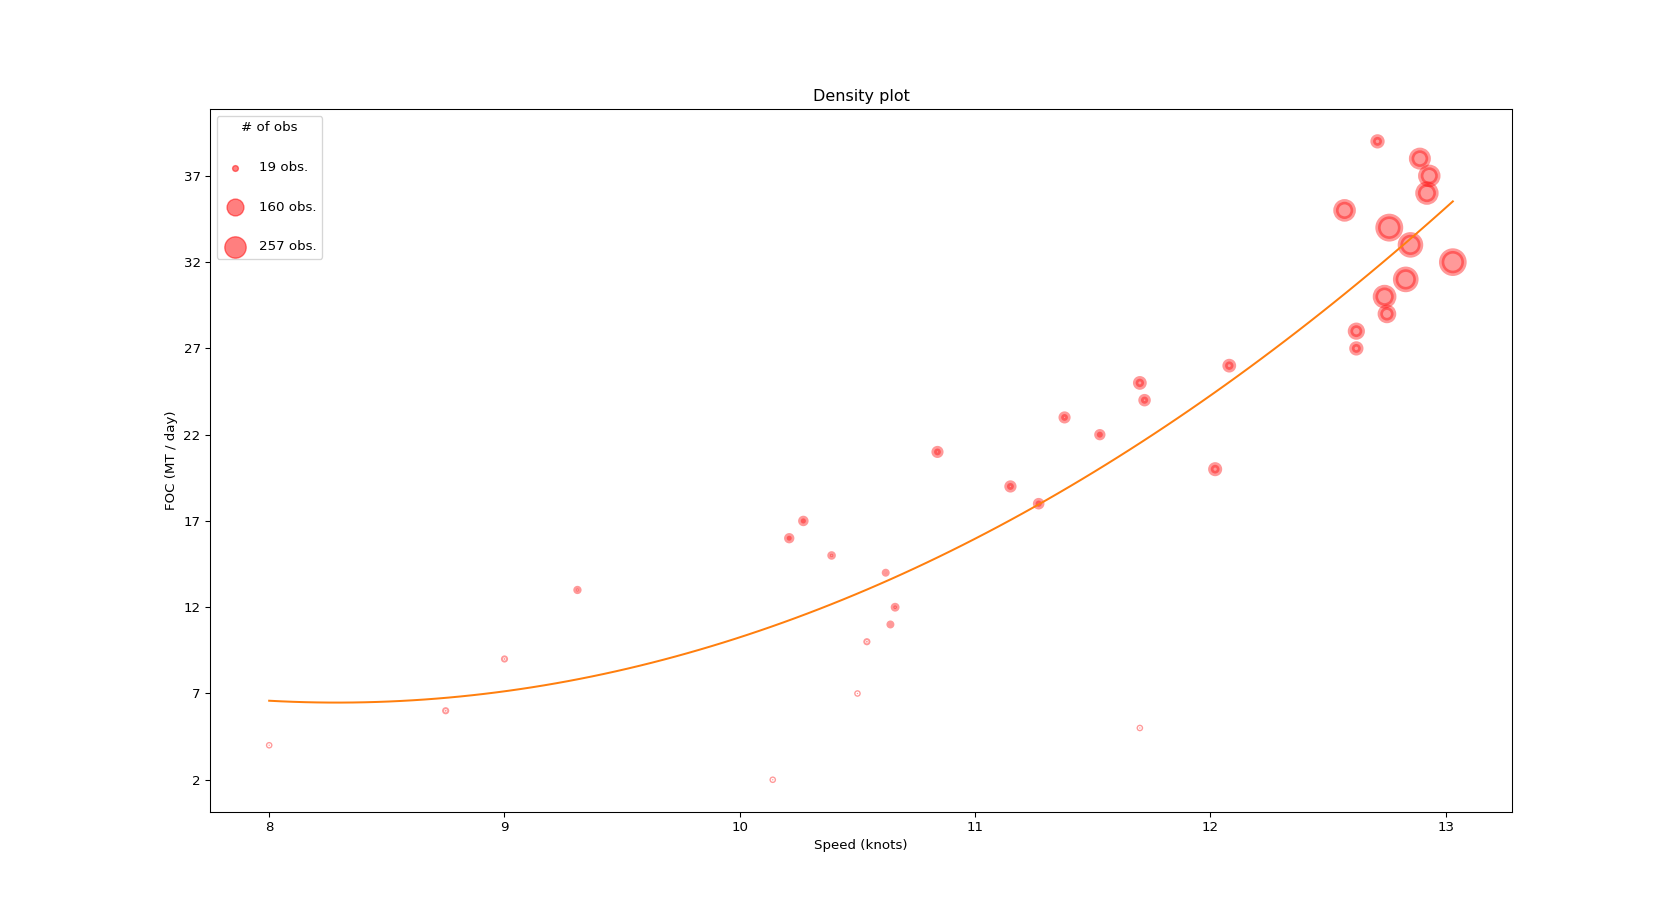 Density plot
# of obs
19 obs.
160 obs.
257 obs.
37
32
27
22
17
12
7
2
FOC (MT / day)
8 9 10 11 12 13
Speed (knots)